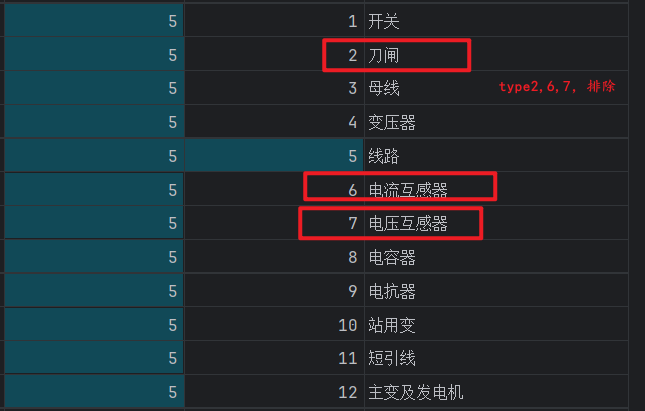 5 1 开关
5 2 刀闸
5 3 母线 type2,6,7, 排除
5 4 变压器
5 5 线路
5 6 电流互感器
5 7 电压互感器
5 8 电容器
5 9 电抗器
5 10 站用变
5 11 短引线
5 12 主变及发电机